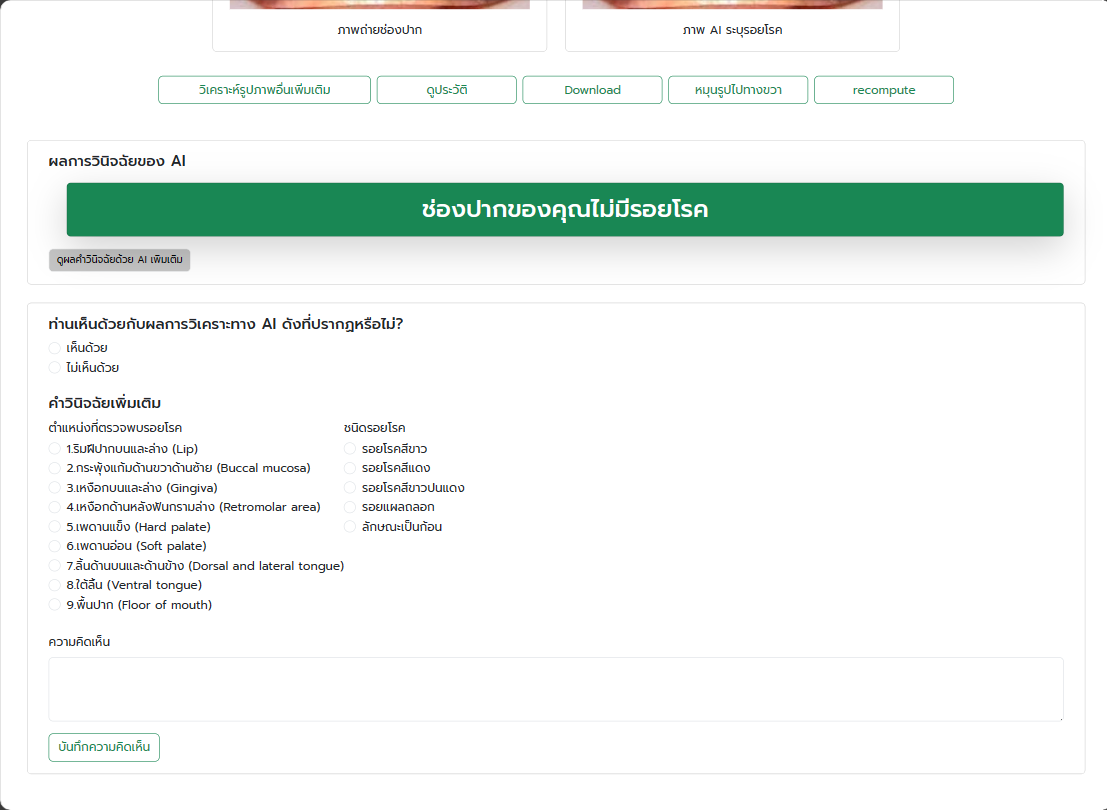 ภาพถ่ายช่องปาก
ภาพ AI ระบุรอยโรค
วิเคราะห์รูปภาพอื่นเพิ่มเติม
ดูประวัติ
Download
หมุนรูปไปทางขวา
recompute
ผลการวินิจฉัยของ AI
ช่องปากของคุณไม่มีรอยโรค
ดูผลคำวินิจฉัยด้วย AI เพิ่มเติม
ท่านเห็นด้วยกับผลการวิเคราะห์ทาง AI ดังที่ปรากฏหรือไม่?
เห็นด้วย
ไม่เห็นด้วย
คำวินิจฉัยเพิ่มเติม
ตำแหน่งที่ตรวจพบรอยโรค
1.ริมฝีปากบนและล่าง (Lip)
2.กระพุ้งแก้มด้านขวาด้านซ้าย (Buccal mucosa)
3.เหงือกบนและล่าง (Gingiva)
4.เหงือกด้านหลังฟันกรามล่าง (Retromolar area)
5.เพดานแข็ง (Hard palate)
6.เพดานอ่อน (Soft palate)
7.ลิ้นด้านบนและด้านข้าง (Dorsal and lateral tongue)
8.ใต้ลิ้น (Ventral tongue)
9.พื้นปาก (Floor of mouth)
ชนิดรอยโรค
รอยโรคสีขาว
รอยโรคสีแดง
รอยโรคสีขาวปนแดง
รอยแผลถลอก
ลักษณะเป็นก้อน
ความคิดเห็น
บันทึกความคิดเห็น